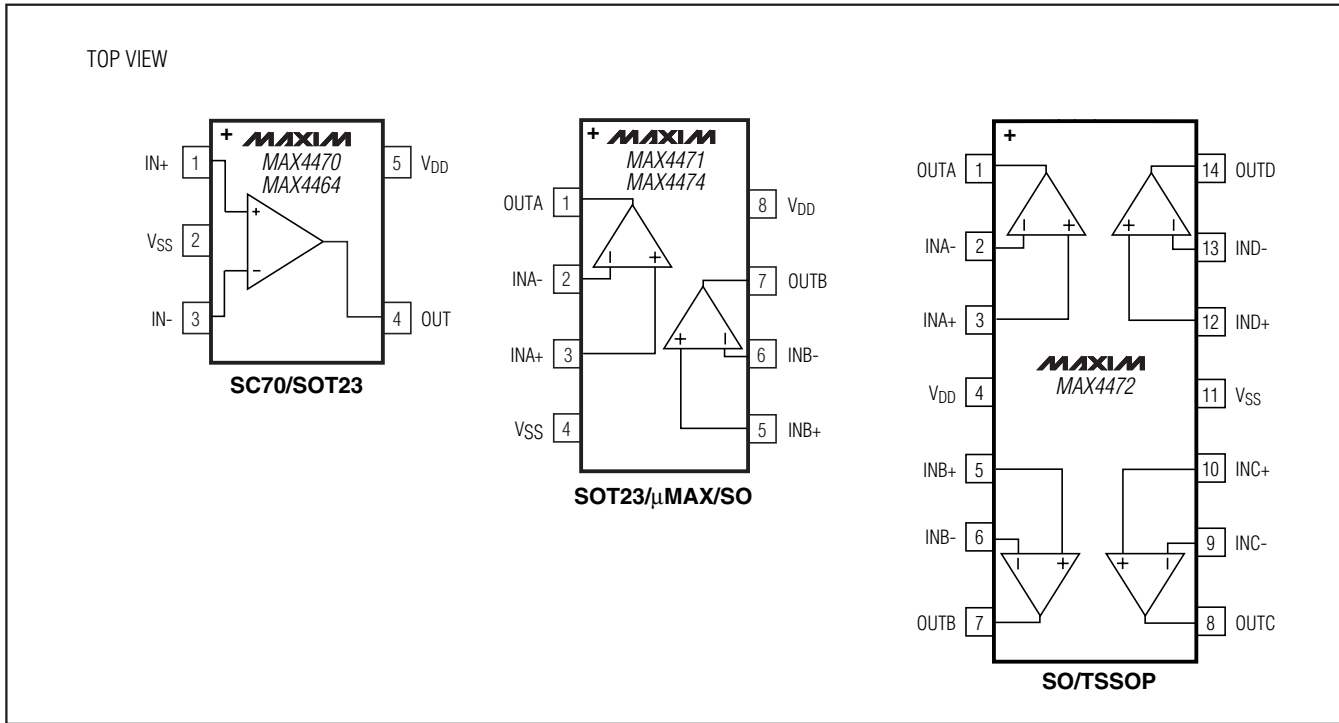 TOP VIEW
+ MAXIM
MAX4470
MAX4464
IN+ 1
5 VDD
+
VSS 2
−
IN- 3
4 OUT
SC70/SOT23
+ MAXIM
MAX4471
MAX4474
OUTA 1
8 VDD
− +
INA- 2
7 OUTB
+ −
INA+ 3
6 INB-
VSS 4
5 INB+
SOT23/μMAX/SO
+
OUTA 1
14 OUTD
− +
+ −
INA- 2
13 IND-
INA+ 3
12 IND+
MAXIM
MAX4472
VDD 4
11 VSS
INB+ 5
10 INC+
INB- 6
9 INC-
− +
+ −
OUTB 7
8 OUTC
SO/TSSOP